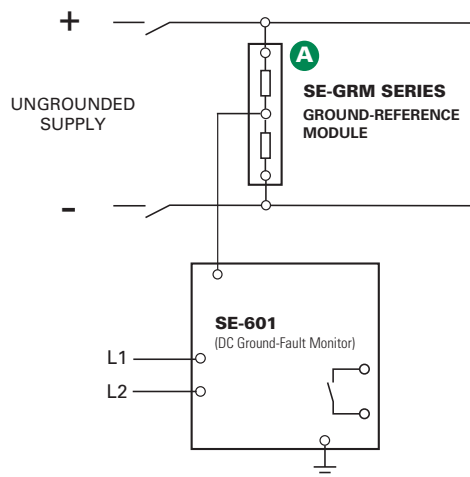 +
A
SE-GRM SERIES
GROUND-REFERENCE
MODULE
UNGROUNDED
SUPPLY
-
SE-601
(DC Ground-Fault Monitor)
L1
L2